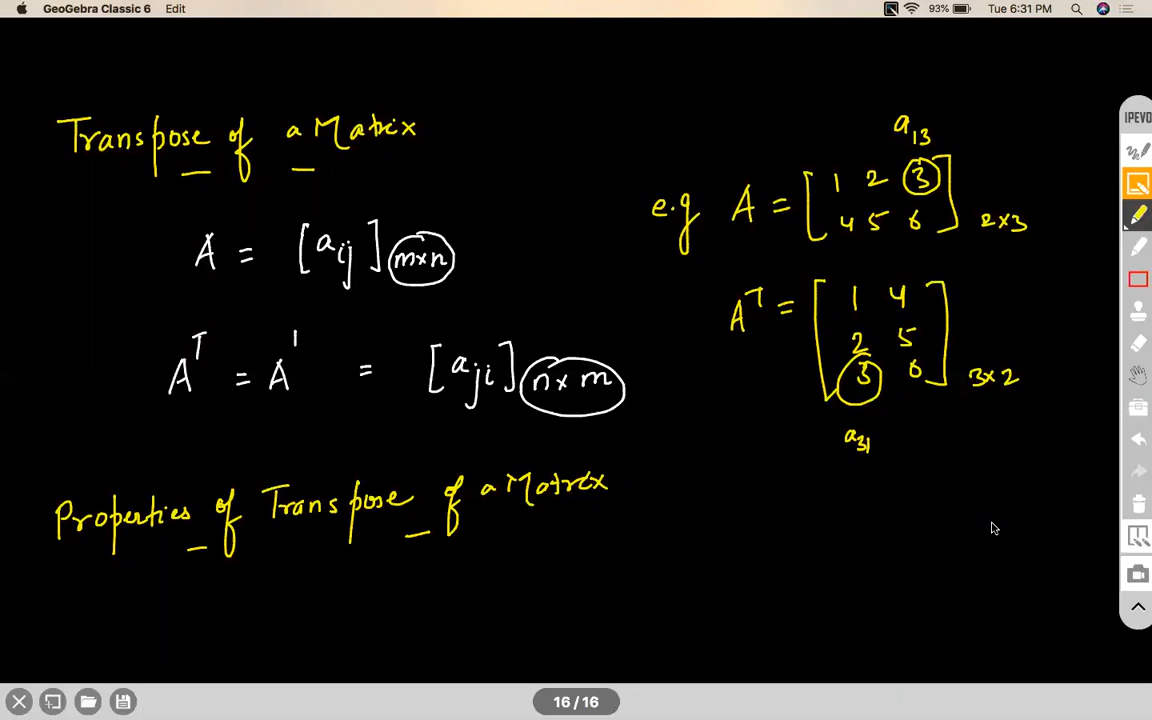 GeoGebra Classic 6 Edit 93% Tue 6:31 PM
Transpose of a Matrix
A = [aij] m×n
A^T = A' = [aji] n×m
Properties of Transpose of a Matrix
a13
e.g A = [1 2 3
4 5 6] 2×3
A^T = [1 4
2 5
3 6] 3×2
a31
IPEVO
16 / 16